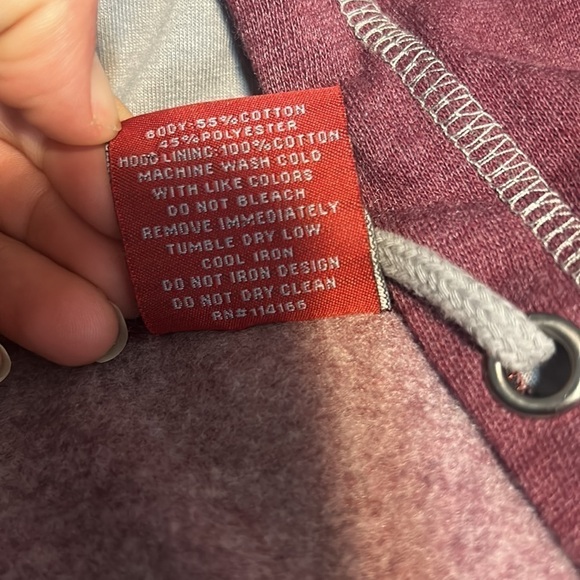 BODY:55%COTTON
45%POLYESTER
HOOD LINING:100%COTTON
MACHINE WASH COLD
WITH LIKE COLORS
DO NOT BLEACH
REMOVE IMMEDIATELY
TUMBLE DRY LOW
COOL IRON
DO NOT IRON DESIGN
DO NOT DRY CLEAN
RN#114166